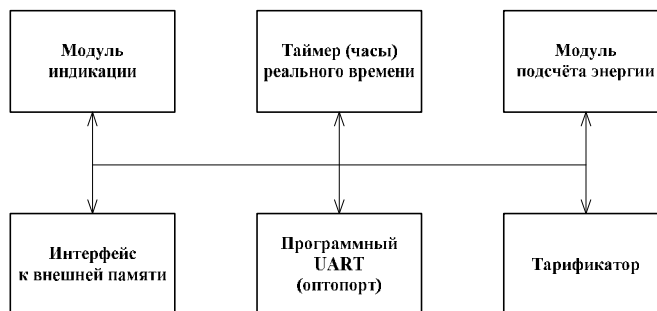 Модуль
индикации
Таймер (часы)
реального времени
Модуль
подсчёта энергии
Интерфейс
к внешней памяти
Программный
UART
(оптопорт)
Тарификатор